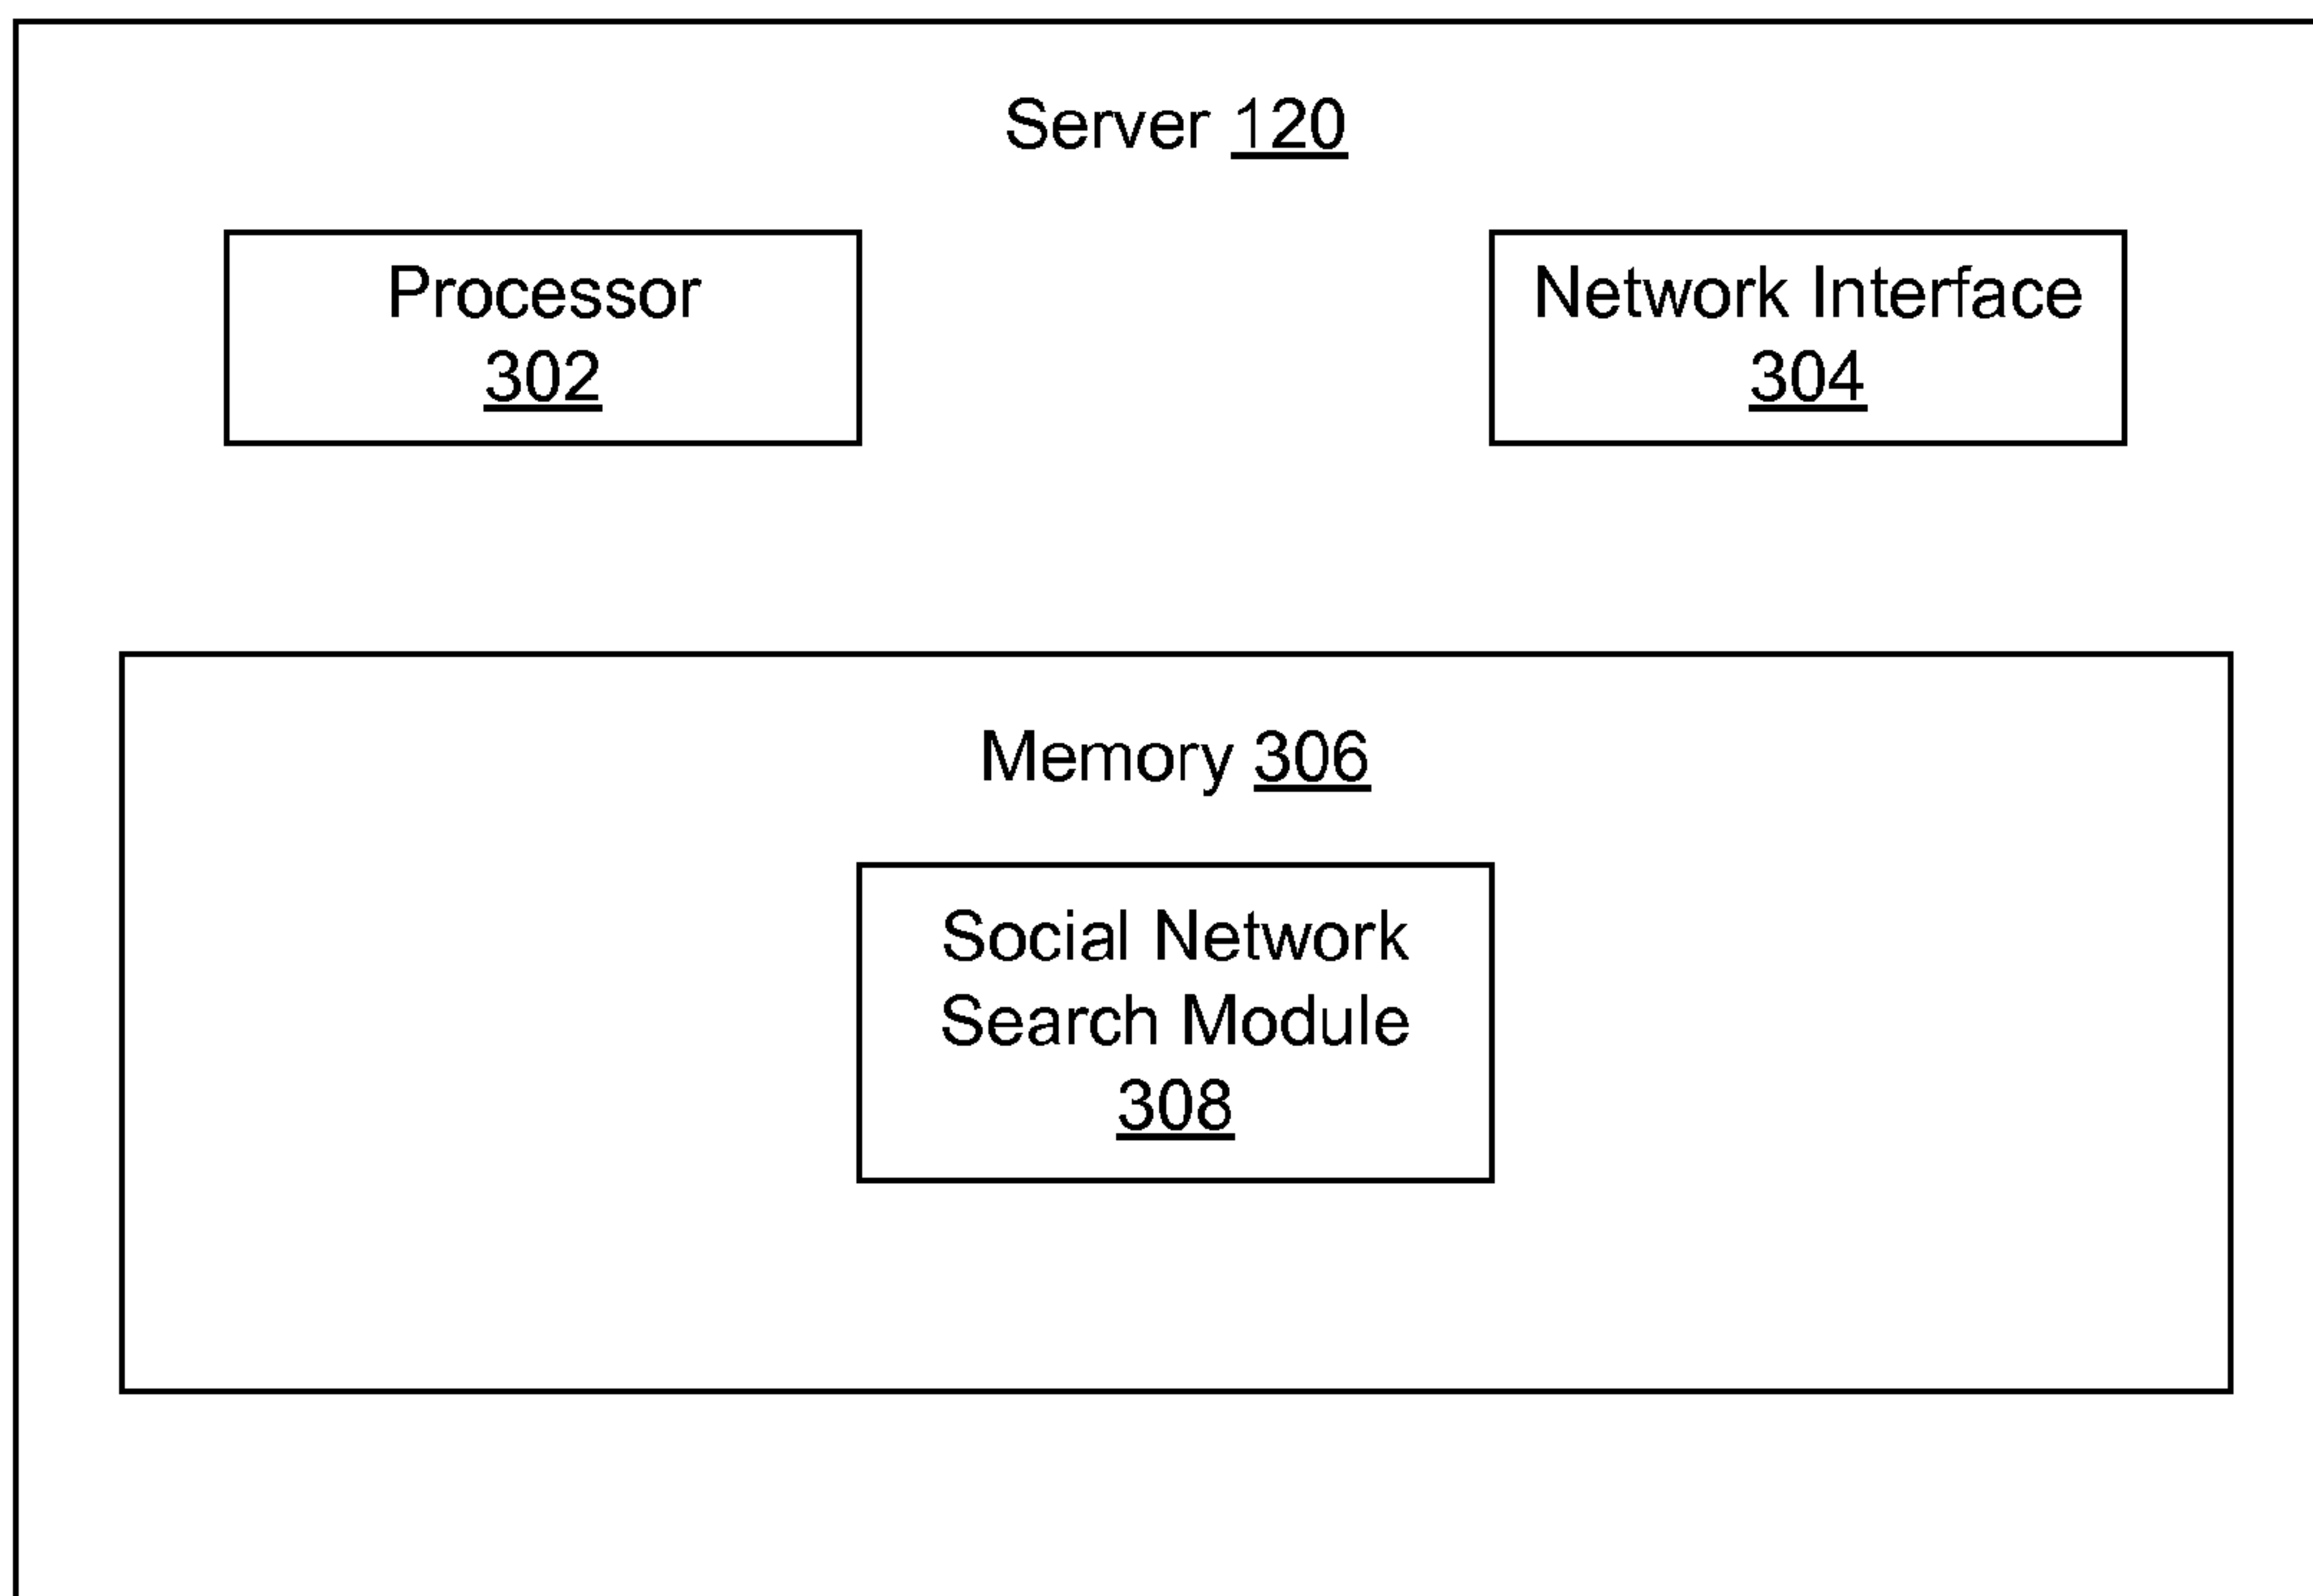 Server 120
Processor
302
Network Interface
304
Memory 306
Social Network
Search Module
308